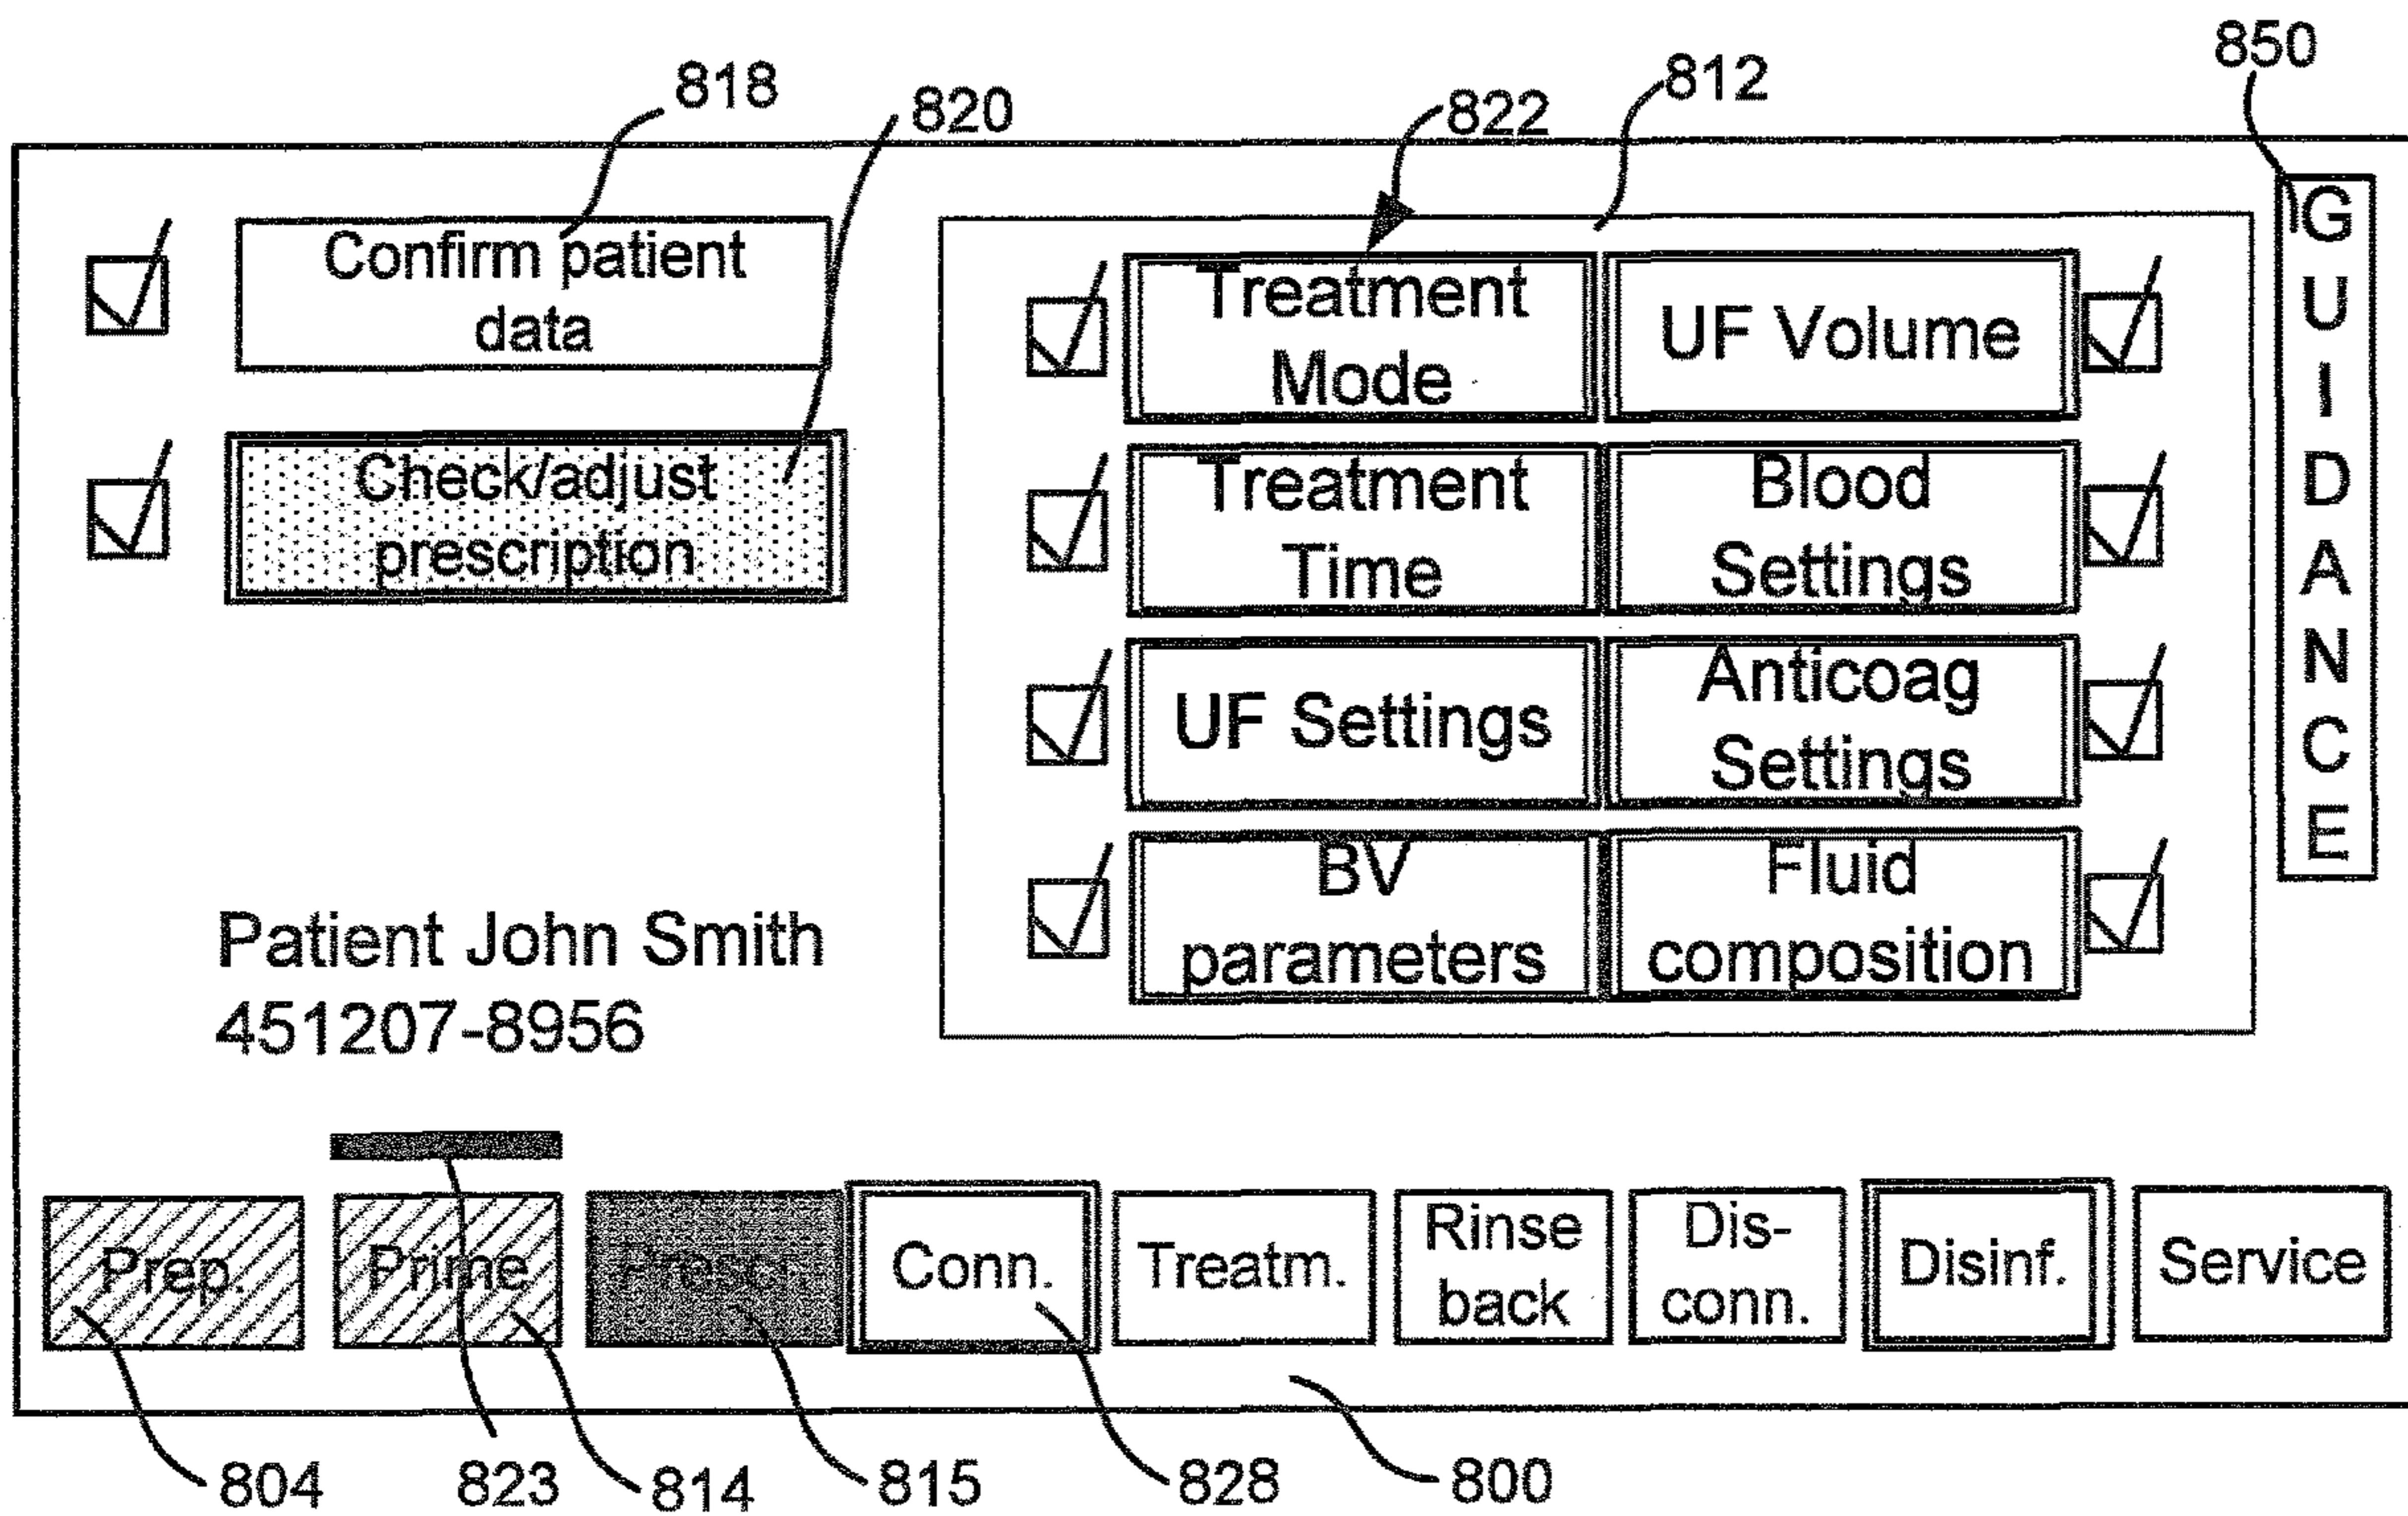 818
820
822
812
850
Confirm patient
data
Check/adjust
prescription
Treatment
Mode
UF Volume
Treatment
Time
Blood
Settings
UF Settings
Anticoag
Settings
BV
parameters
Fluid
composition
GUIDANCE
Patient John Smith
451207-8956
Prep.
Prime
Presc.
Conn.
Treatm.
Rinse
back
Dis-
conn.
Disinf.
Service
804
823
814
815
828
800